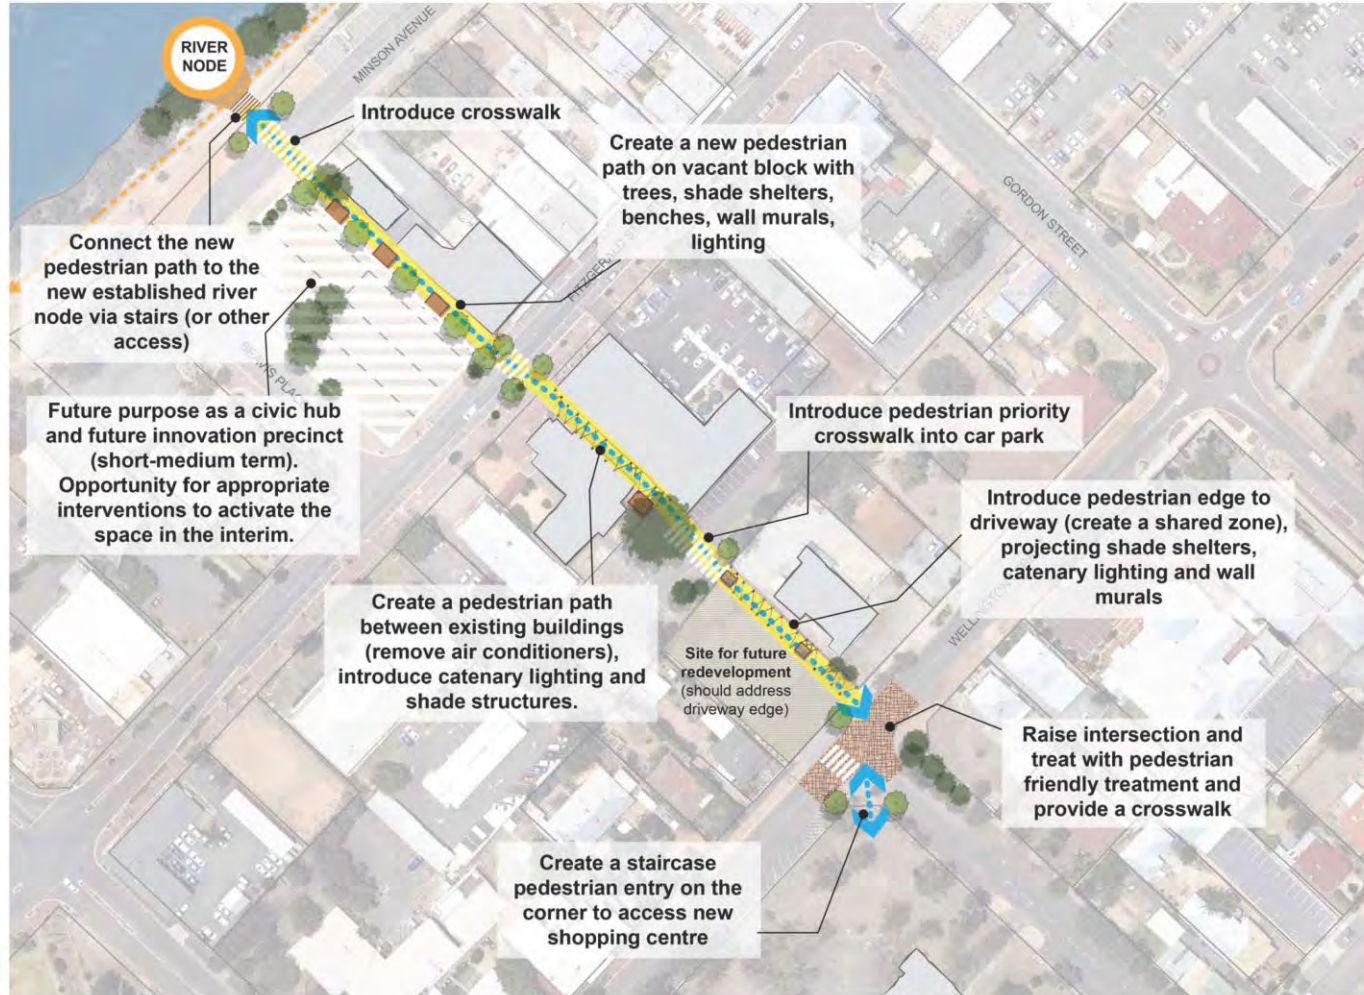 RIVER
NODE
MINSON AVENUE
Introduce crosswalk
Create a new pedestrian
path on vacant block with
trees, shade shelters,
benches, wall murals,
lighting
GORDON STREET
Connect the new
pedestrian path to the
new established river
node via stairs (or other
access)
Future purpose as a civic hub
and future innovation precinct
(short-medium term).
Opportunity for appropriate
interventions to activate the
space in the interim.
Introduce pedestrian priority
crosswalk into car park
Introduce pedestrian edge to
driveway (create a shared zone),
projecting shade shelters,
catenary lighting and wall
murals
Create a pedestrian path
between existing buildings
(remove air conditioners),
introduce catenary lighting and
shade structures.
Site for future
redevelopment
(should address
driveway edge)
Raise intersection and
treat with pedestrian
friendly treatment and
provide a crosswalk
Create a staircase
pedestrian entry on the
corner to access new
shopping centre